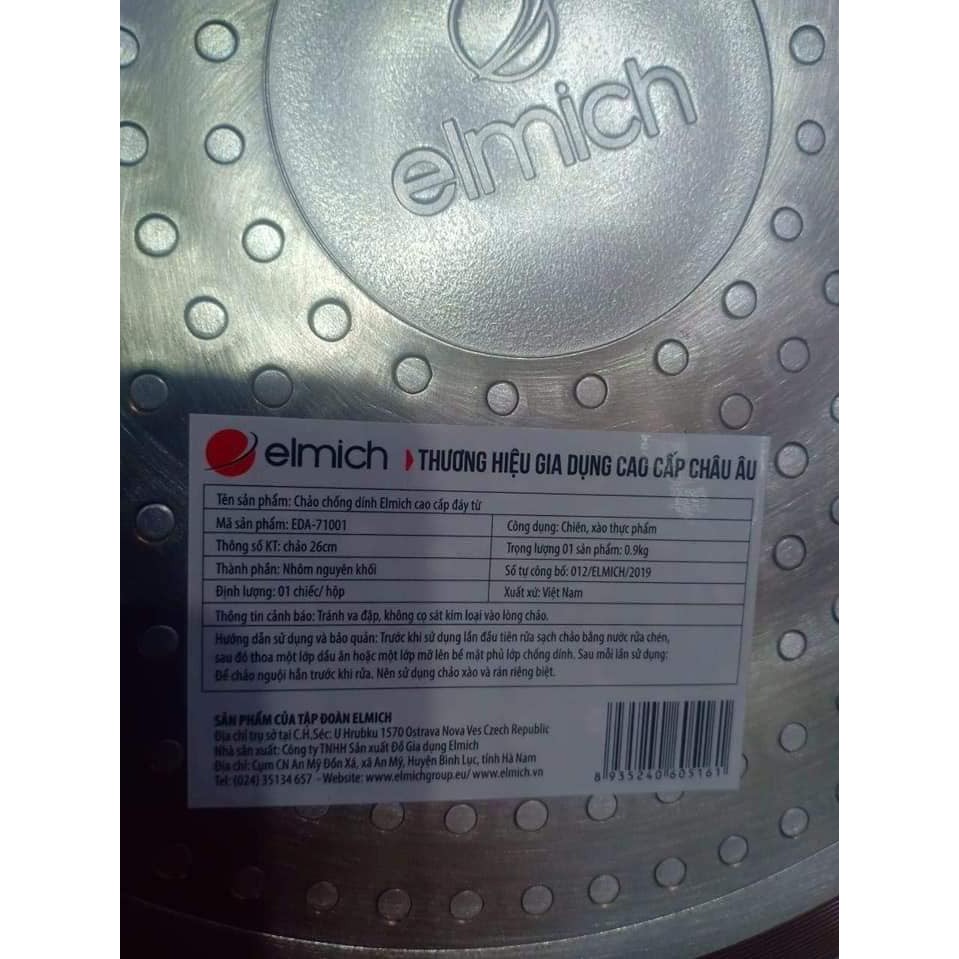 elmich
elmich THƯƠNG HIỆU GIA DỤNG CAO CẤP CHÂU ÂU
Tên sản phẩm: Chảo chống dính Elmich cao cấp đáy từ
Mã sản phẩm: EDA-71001
Công dụng: Chiên, xào thực phẩm
Thông số KT: chảo 26cm
Trọng lượng 01 sản phẩm: 0.9kg
Thành phần: Nhôm nguyên khối
Số tự công bố: 012/ELMICH/2019
Định lượng: 01 chiếc/ hộp
Xuất xứ: Việt Nam
Thông tin cảnh báo: Tránh va đập, không cọ sát kim loại vào lòng chảo.
Hướng dẫn sử dụng và bảo quản: Trước khi sử dụng lần đầu tiên rửa sạch chảo bằng nước rửa chén,
sau đó thoa một lớp dầu ăn hoặc một lớp mỡ lên bề mặt phủ lớp chống dính. Sau mỗi lần sử dụng:
Để chảo nguội hẳn trước khi rửa. Nên sử dụng chảo xào và rán riêng biệt.
SẢN PHẨM CỦA TẬP ĐOÀN ELMICH
Địa chỉ trụ sở tại C.H.Séc: U Hrubku 1570 Ostrava Nova Ves Czech Republic
Nhà sản xuất: Công ty TNHH Sản xuất Đồ Gia dụng Elmich
Địa chỉ: Cụm CN An Mỹ Đồn Xá, xã An Mỹ, Huyện Bình Lục, tỉnh Hà Nam
Tel: (024) 35134 657 - Website: www.elmichgroup.eu/ www.elmich.vn
8 935240 605161